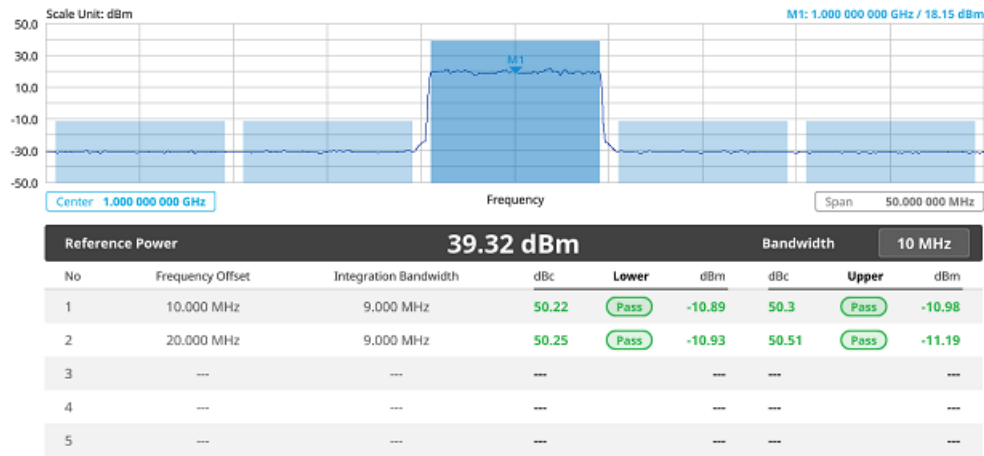 Scale Unit: dBm M1: 1.000 000 000 GHz / 18.15 dBm
50.0
30.0
M1
10.0
-10.0
-30.0
-50.0
Center 1.000 000 000 GHz Frequency Span 50.000 000 MHz
Reference Power 39.32 dBm Bandwidth 10 MHz
No Frequency Offset Integration Bandwidth dBc Lower dBm dBc Upper dBm
1 10.000 MHz 9.000 MHz 50.22 Pass -10.89 50.3 Pass -10.98
2 20.000 MHz 9.000 MHz 50.25 Pass -10.93 50.51 Pass -11.19
3 --- --- --- --- --- ---
4 --- --- --- --- --- ---
5 --- --- --- --- --- ---